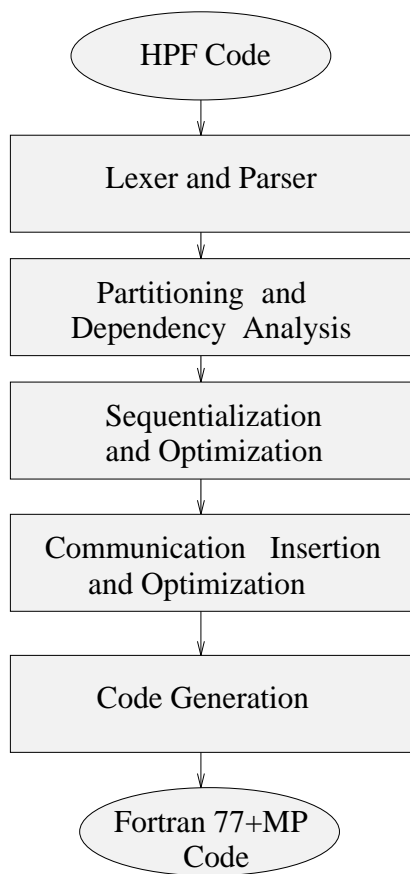 HPF Code
Lexer and Parser
Partitioning and
Dependency Analysis
Sequentialization
and Optimization
Communication Insertion
and Optimization
Code Generation
Fortran 77+MP
Code